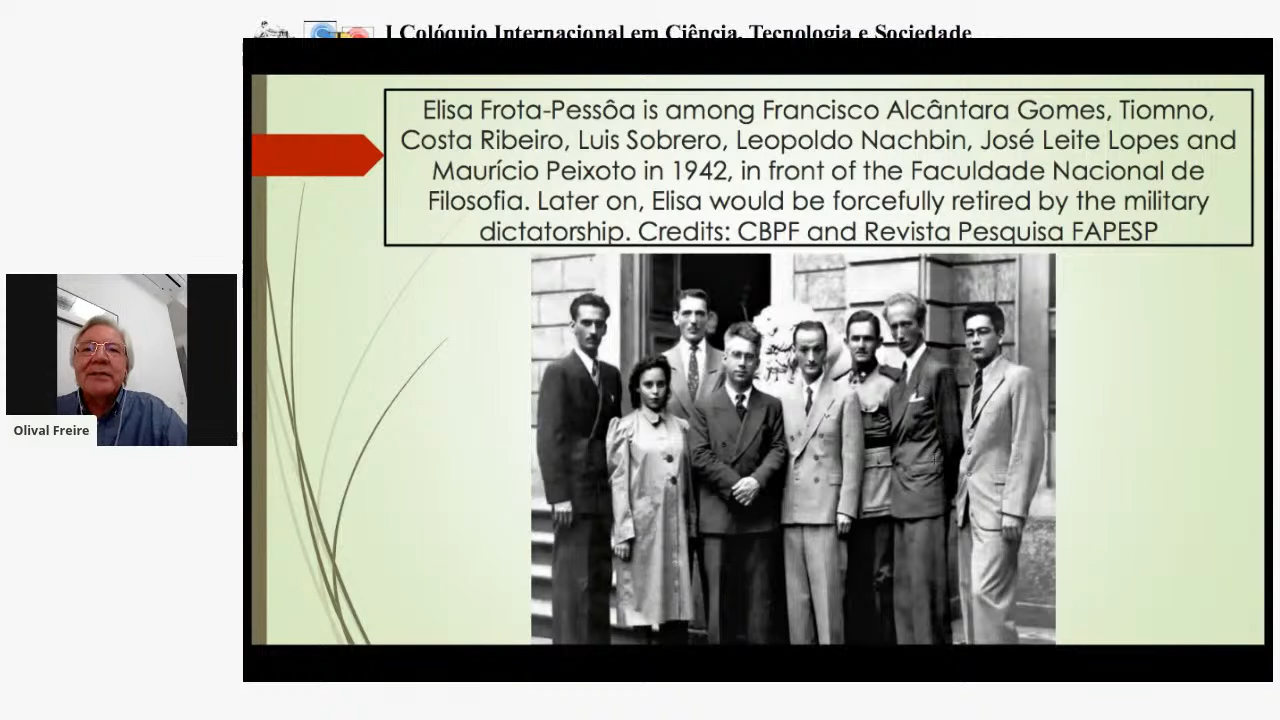 I Colóquio Internacional em Ciência, Tecnologia e Sociedade
Elisa Frota-Pessôa is among Francisco Alcântara Gomes, Tiomno,
Costa Ribeiro, Luis Sobrero, Leopoldo Nachbin, José Leite Lopes and
Maurício Peixoto in 1942, in front of the Faculdade Nacional de
Filosofia. Later on, Elisa would be forcefully retired by the military
dictatorship. Credits: CBPF and Revista Pesquisa FAPESP
Olival Freire